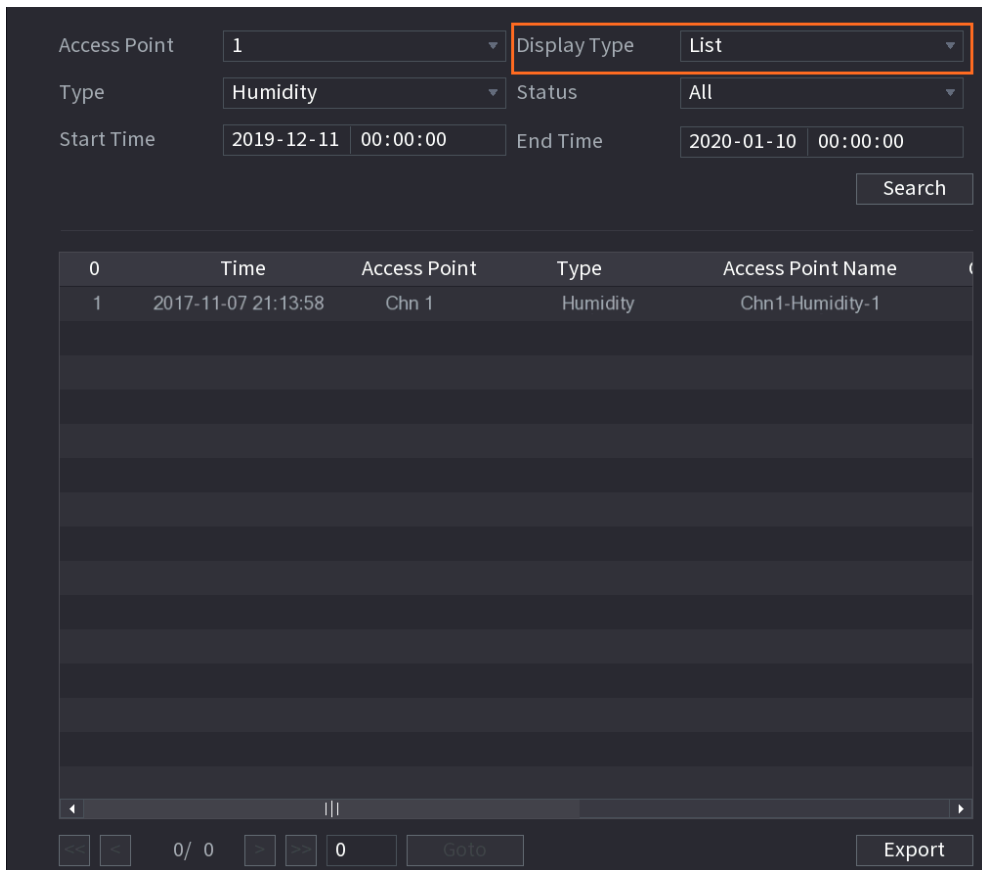 Access Point 1 Display Type List
Type Humidity Status All
Start Time 2019-12-11 00:00:00 End Time 2020-01-10 00:00:00
Search
0 Time Access Point Type Access Point Name
1 2017-11-07 21:13:58 Chn 1 Humidity Chn1-Humidity-1
<< < 0/ 0 > >> 0 Goto Export